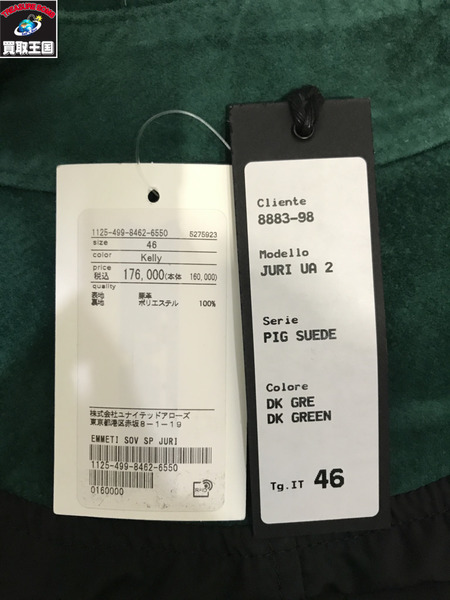 TREASURE KING
買取王国
1125-499-8462-6550 5275923
size 46
color Kelly
price
税込 176,000(本体 160,000)
quality
表地 豚革
裏地 ポリエステル 100%
株式会社ユナイテッドアローズ
東京都港区赤坂8-1-19
EMMETI SOV SP JURI
1125-499-8462-6550
0160000
Cliente
8883-98
Modello
JURI UA 2
Serie
PIG SUEDE
Colore
DK GRE
DK GREEN
Tg.IT 46